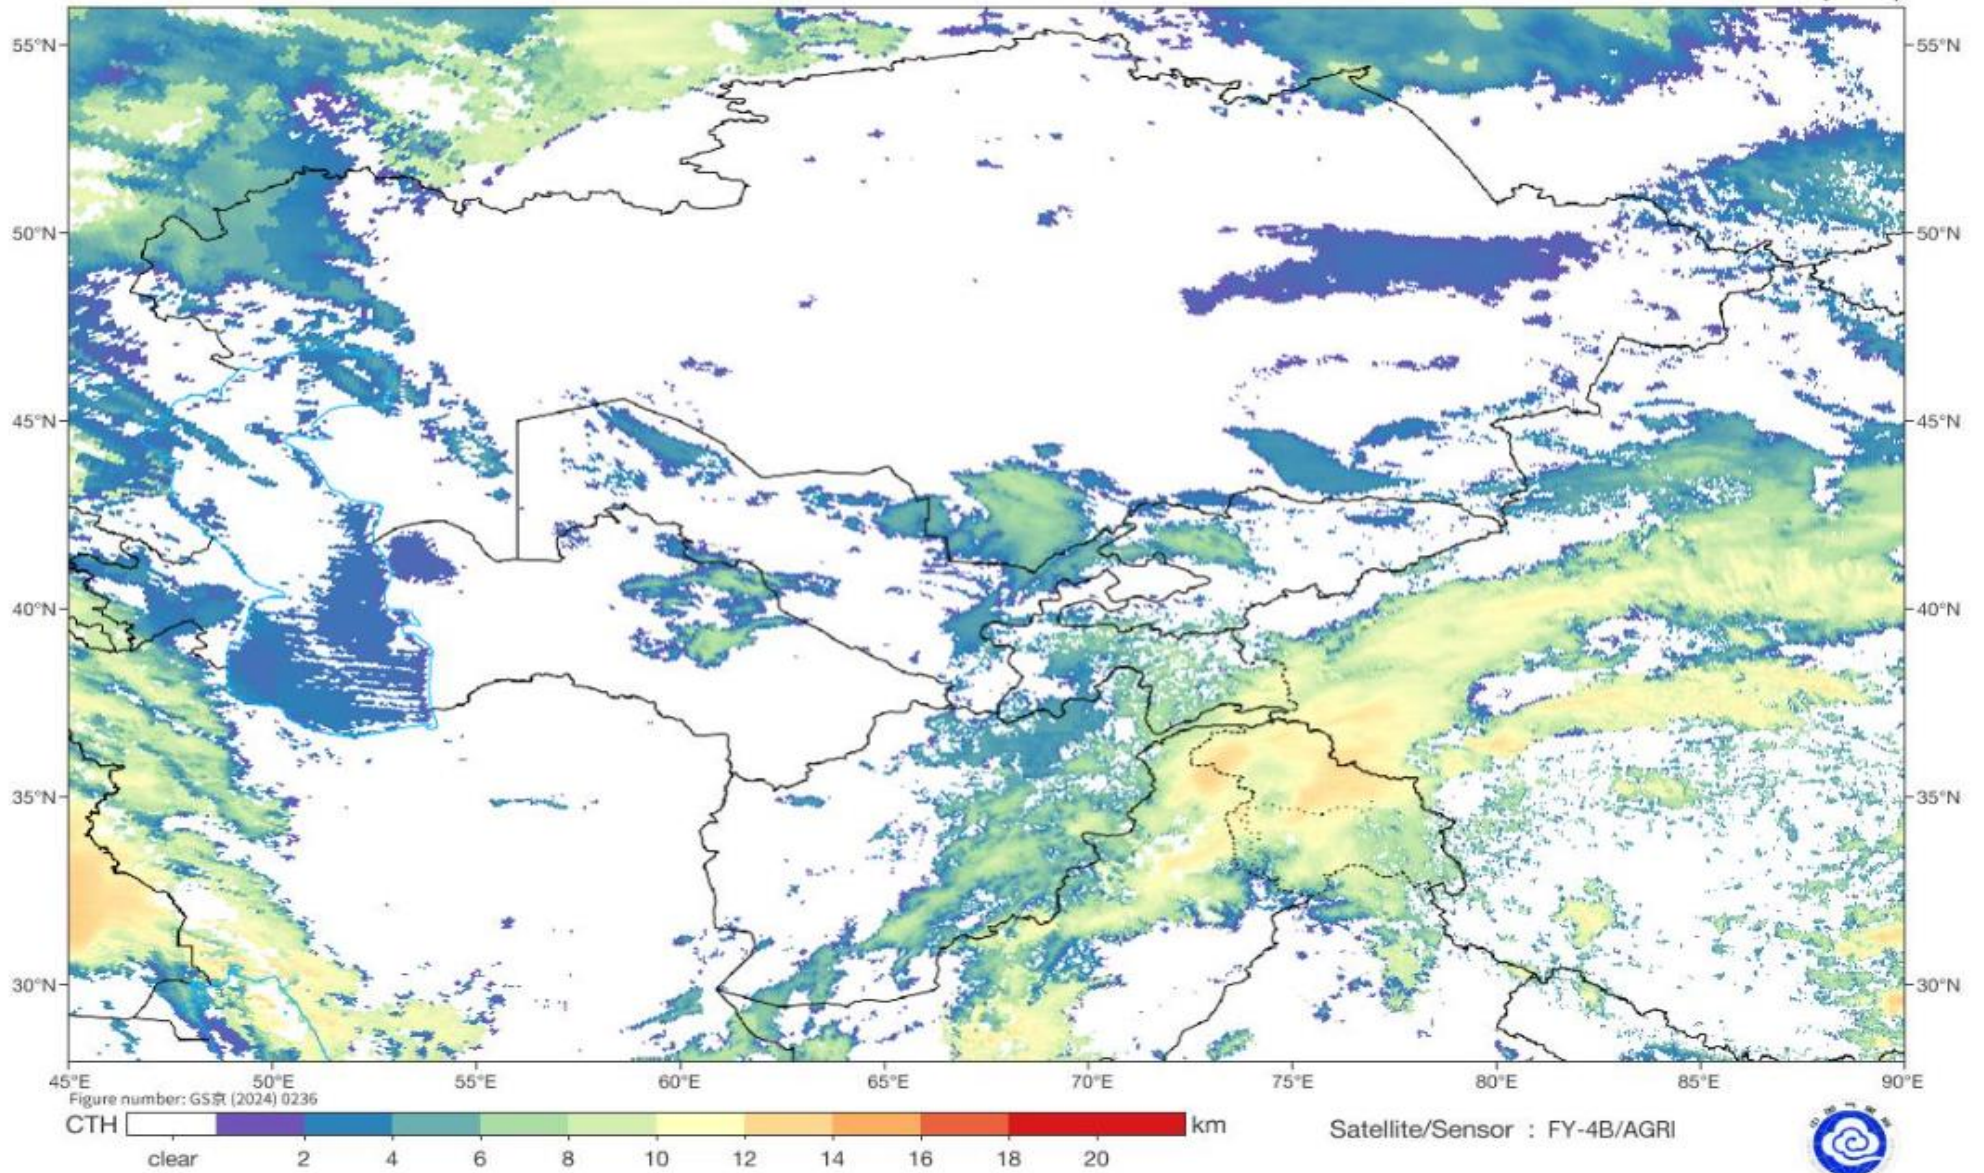 55°N 55°N
50°N 50°N
45°N 45°N
40°N 40°N
35°N 35°N
30°N 30°N
45°E 50°E 55°E 60°E 65°E 70°E 75°E 80°E 85°E 90°E
Figure number: GS京 (2024) 0236
CTH km Satellite/Sensor : FY-4B/AGRI
clear 2 4 6 8 10 12 14 16 18 20